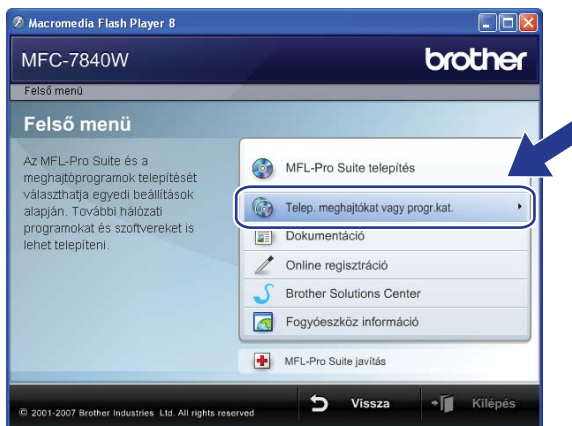 Macromedia Flash Player 8
MFC-7840W
brother
Felső menü
Felső menü
Az MFL-Pro Suite és a
meghajtóprogramok telepítését
választhatja egyedi beállítások
alapján. További hálózati
programokat és szoftvereket is
lehet telepíteni.
MFL-Pro Suite telepítés
Telep. meghajtókat vagy progr.kat.
Dokumentáció
Online regisztráció
Brother Solutions Center
Fogyóeszköz információ
MFL-Pro Suite javítás
© 2001-2007 Brother Industries Ltd. All rights reserved
Vissza
Kilépés